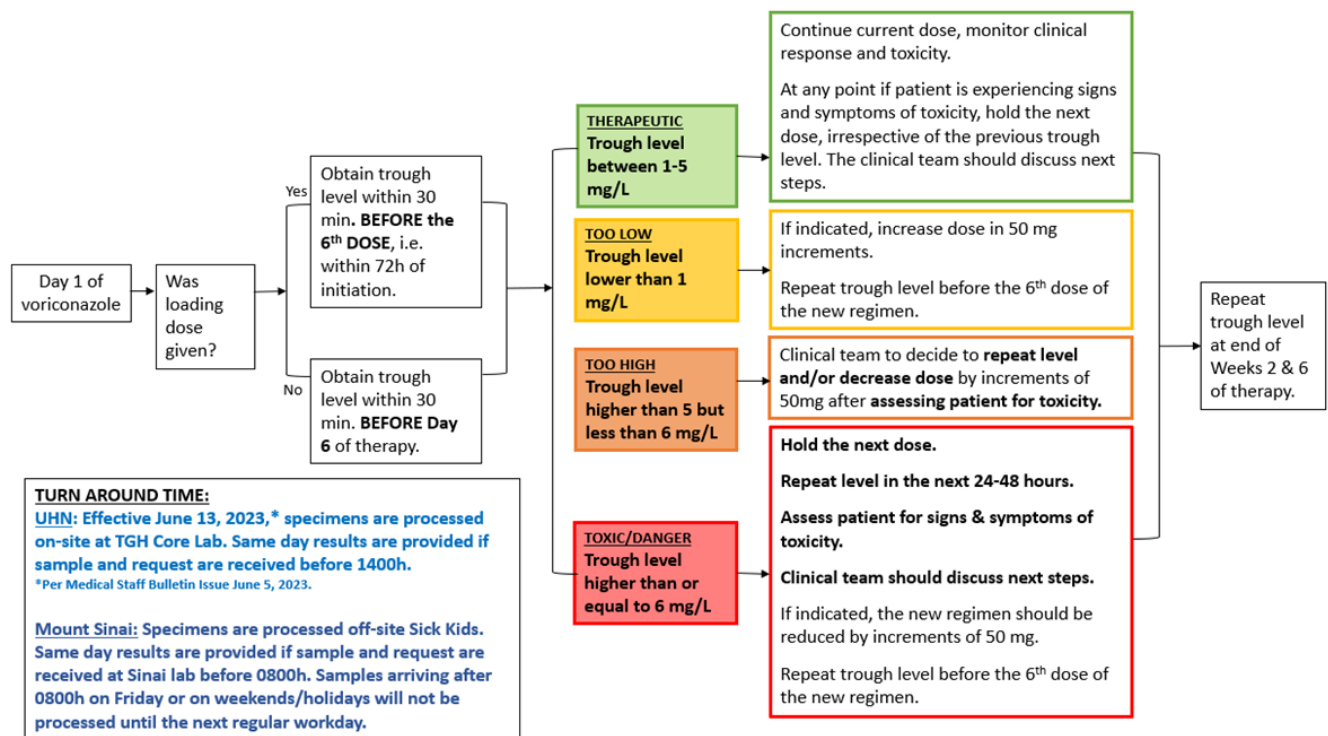 Day 1 of
voriconazole
Was
loading
dose
given?
Yes
Obtain trough
level within 30
min. BEFORE the
6th DOSE, i.e.
within 72h of
initiation.
No
Obtain trough
level within 30
min. BEFORE Day
6 of therapy.
THERAPEUTIC
Trough level
between 1-5
mg/L
Continue current dose, monitor clinical
response and toxicity.
At any point if patient is experiencing signs
and symptoms of toxicity, hold the next
dose, irrespective of the previous trough
level. The clinical team should discuss next
steps.
TOO LOW
Trough level
lower than 1
mg/L
If indicated, increase dose in 50 mg
increments.
Repeat trough level before the 6th dose of
the new regimen.
TOO HIGH
Trough level
higher than 5 but
less than 6 mg/L
Clinical team to decide to repeat level
and/or decrease dose by increments of
50mg after assessing patient for toxicity.
TOXIC/DANGER
Trough level
higher than or
equal to 6 mg/L
Hold the next dose.
Repeat level in the next 24-48 hours.
Assess patient for signs & symptoms of
toxicity.
Clinical team should discuss next steps.
If indicated, the new regimen should be
reduced by increments of 50 mg.
Repeat trough level before the 6th dose of
the new regimen.
Repeat
trough level
at end of
Weeks 2 & 6
of therapy.
TURN AROUND TIME:
UHN: Effective June 13, 2023,* specimens are processed
on-site at TGH Core Lab. Same day results are provided if
sample and request are received before 1400h.
*Per Medical Staff Bulletin Issue June 5, 2023.
Mount Sinai: Specimens are processed off-site Sick Kids.
Same day results are provided if sample and request are
received at Sinai lab before 0800h. Samples arriving after
0800h on Friday or on weekends/holidays will not be
processed until the next regular workday.